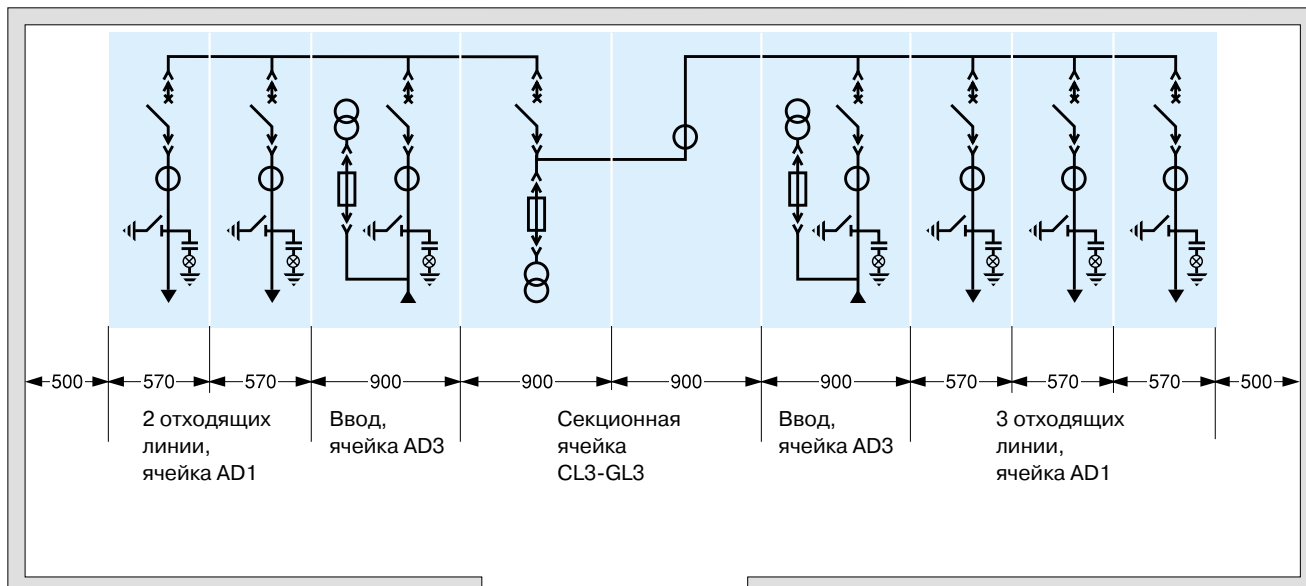 500 570 570 900 900 900 900 570 570 570 500
2 отходящих
линии,
ячейка AD1
Ввод,
ячейка AD3
Секционная
ячейка
CL3-GL3
Ввод,
ячейка AD3
3 отходящих
линии,
ячейка AD1